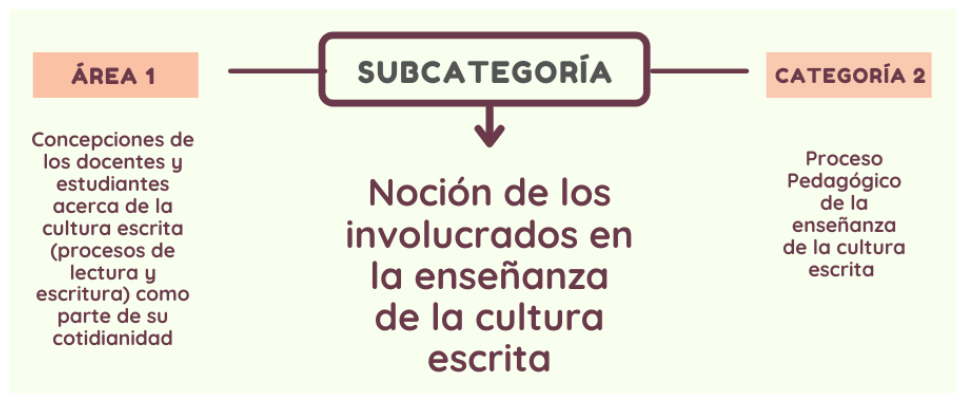 ÁREA 1
Concepciones de
los docentes y
estudiantes
acerca de la
cultura escrita
(procesos de
lectura y
escritura) como
parte de su
cotidianidad
SUBCATEGORÍA
Noción de los
involucrados en
la enseñanza
de la cultura
escrita
CATEGORÍA 2
Proceso
Pedagógico
de la
enseñanza
de la cultura
escrita